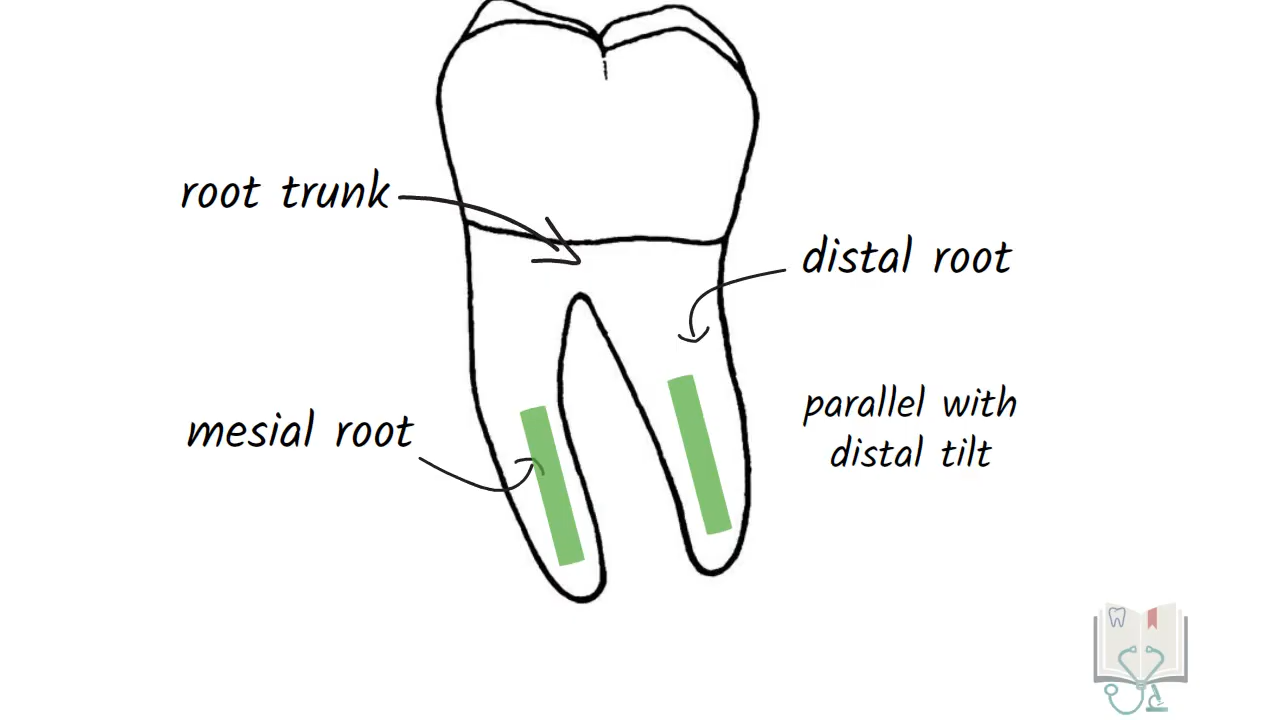 root trunk
distal root
mesial root
parallel with
distal tilt